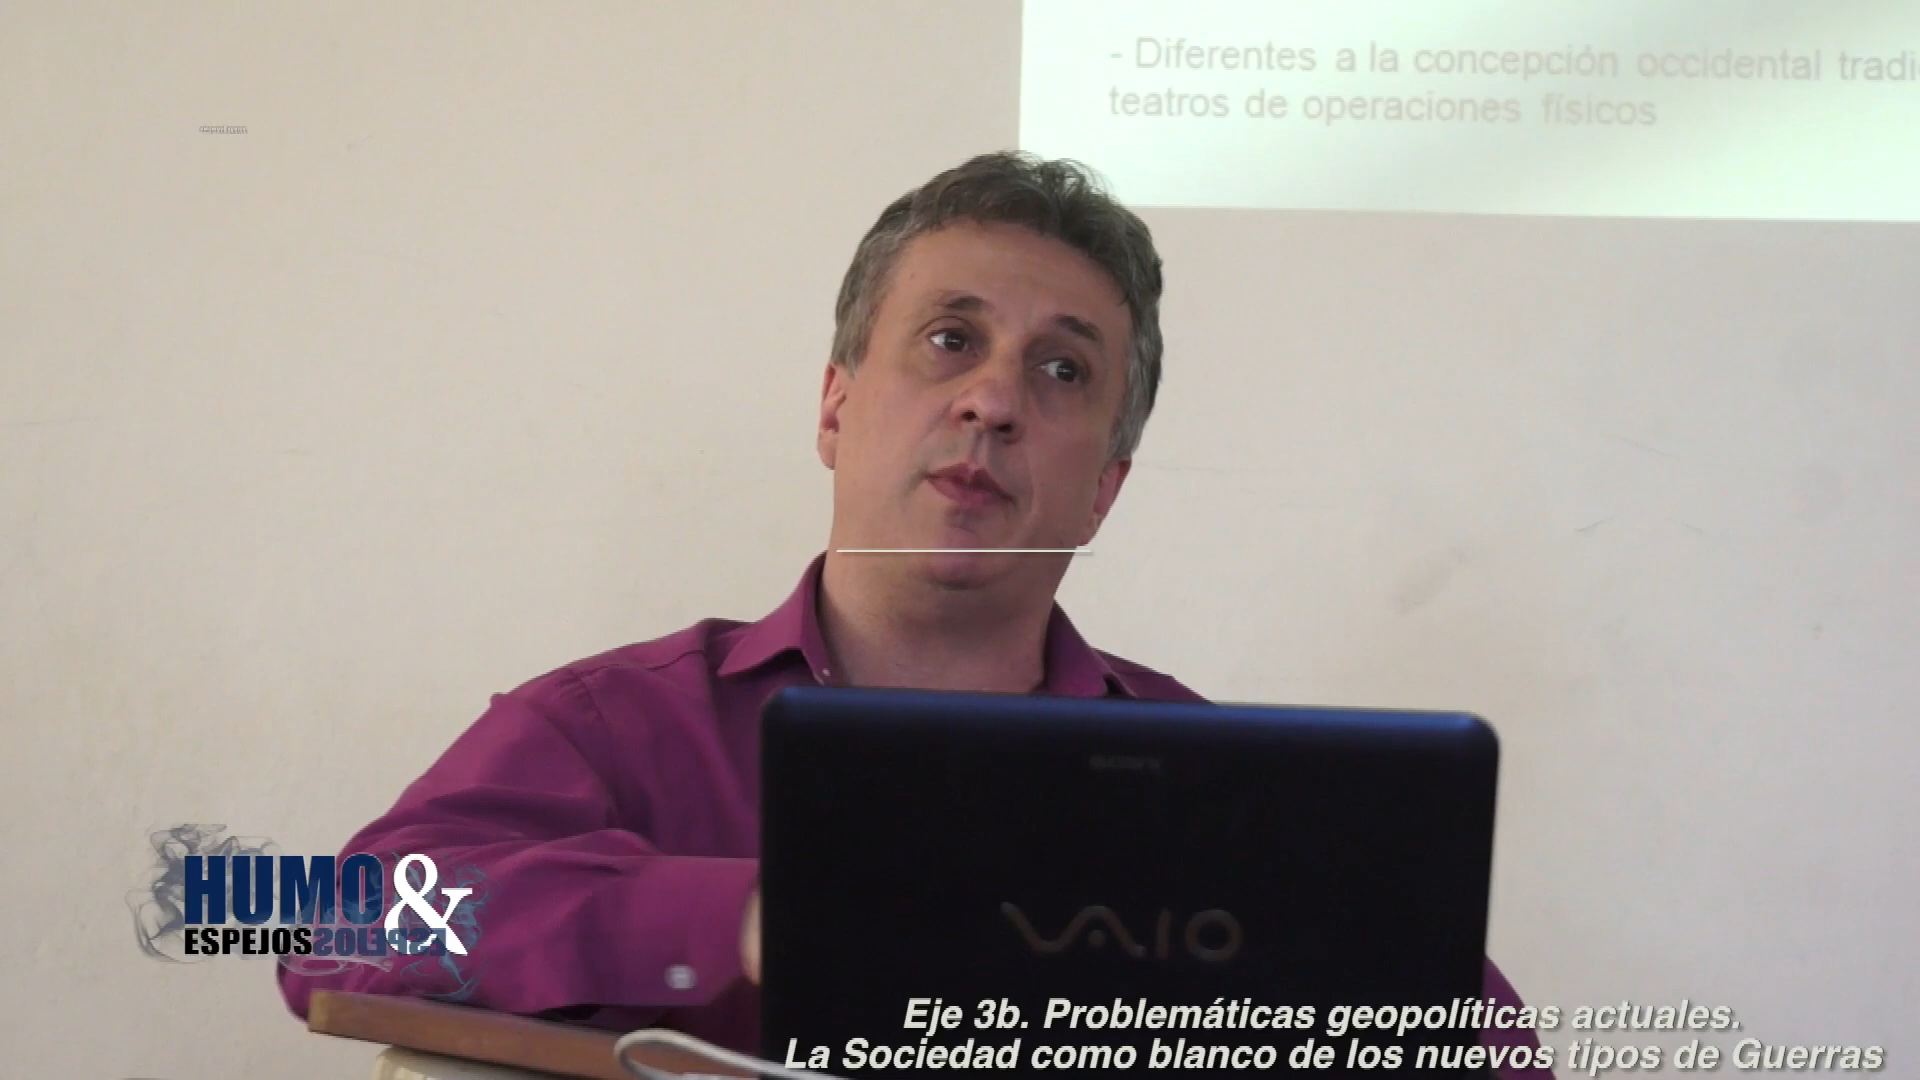 - Diferentes a la concepción occidental tradi
teatros de operaciones físicos
SONY
VAIO
HUMO &
ESPEJOS
Eje 3b. Problemáticas geopolíticas actuales.
La Sociedad como blanco de los nuevos tipos de Guerras